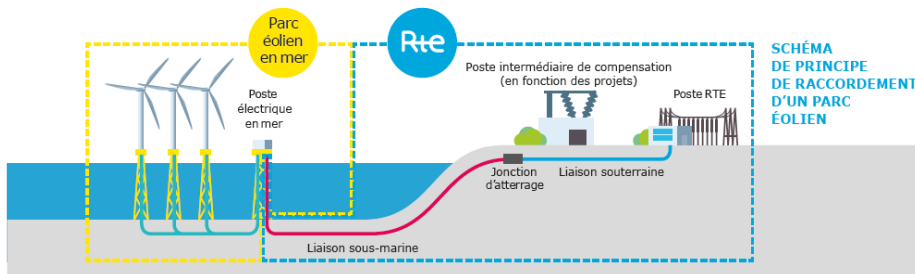 Parc
éolien
en mer
Rte
SCHÉMA
DE PRINCIPE
DE RACCORDEMENT
D'UN PARC
ÉOLIEN
Poste
électrique
en mer
Poste intermédiaire de compensation
(en fonction des projets)
Poste RTE
Jonction
d'atterrage
Liaison souterraine
Liaison sous-marine